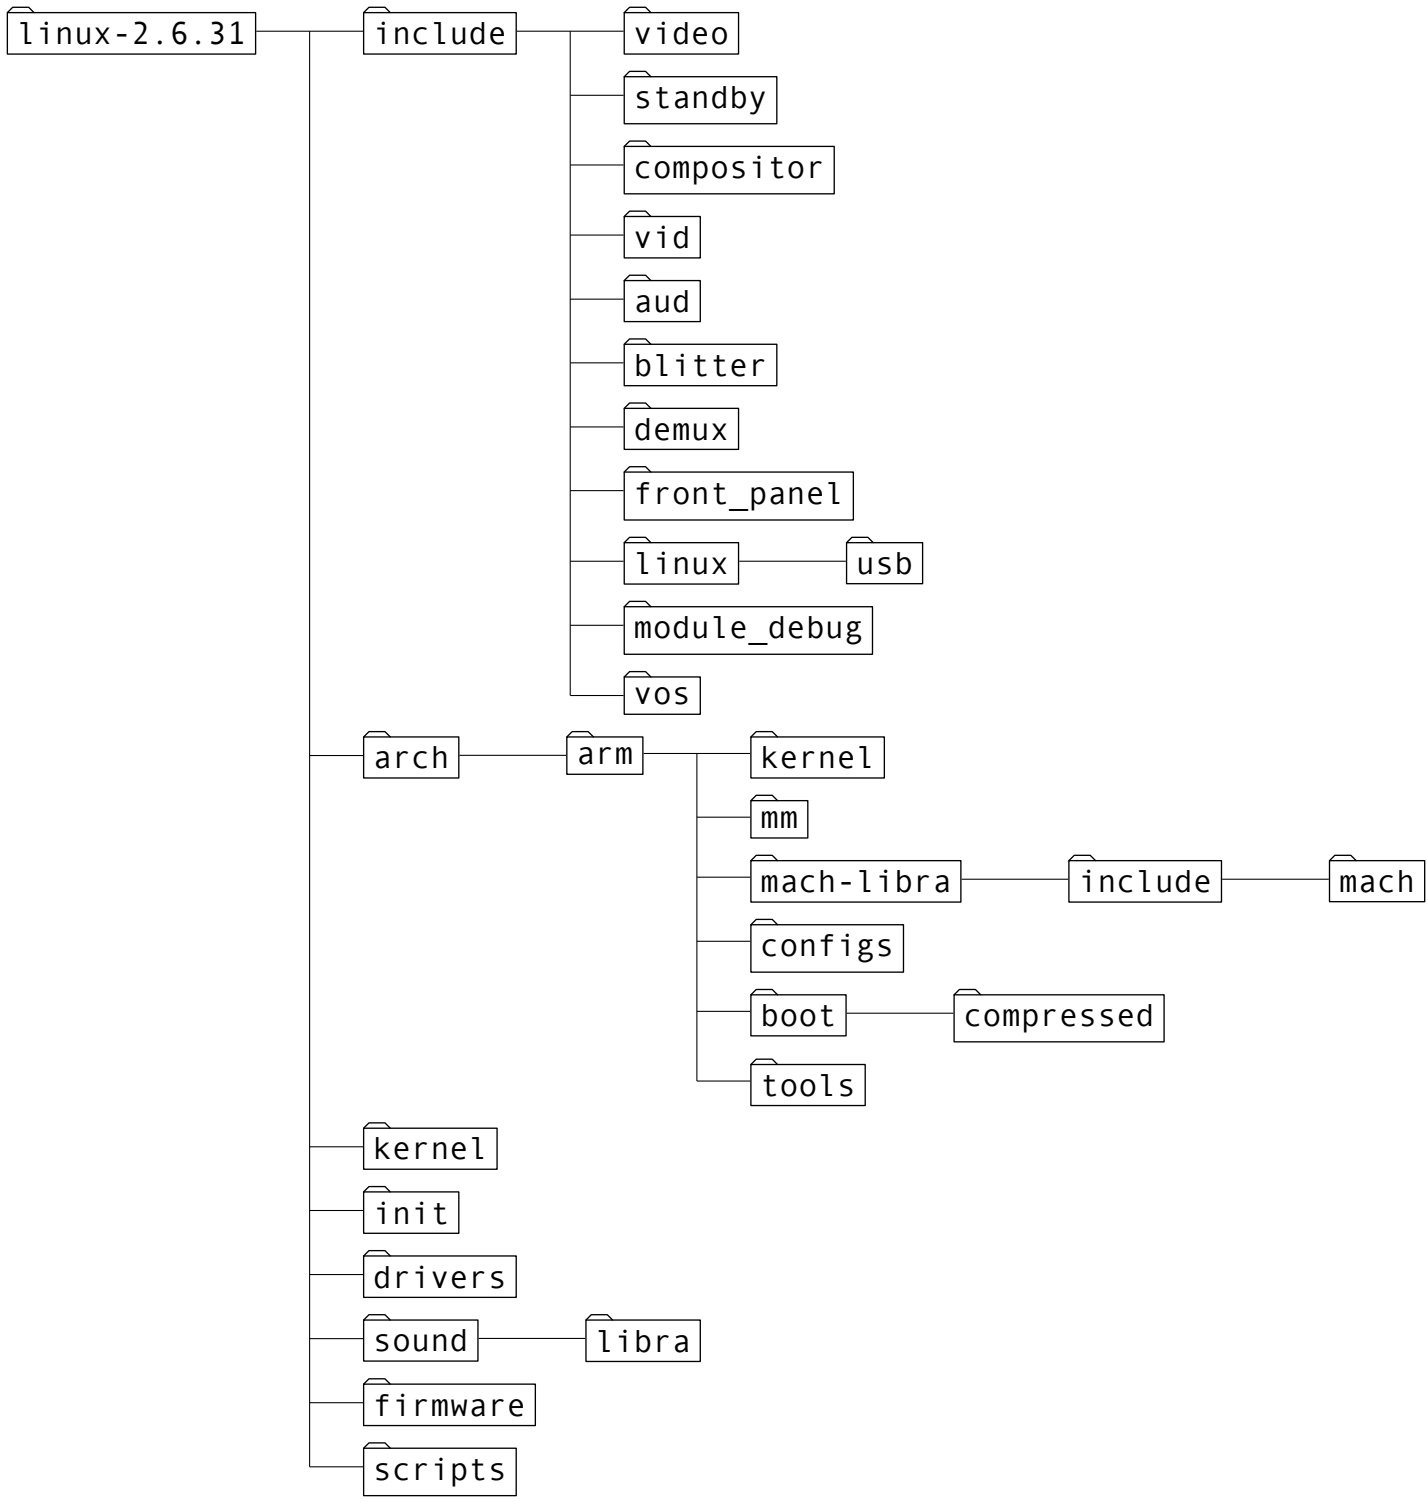 linux-2.6.31
include
video
standby
compositor
vid
aud
blitter
demux
front_panel
linux
usb
module_debug
vos
arch
arm
kernel
mm
mach-libra
include
mach
configs
boot
compressed
tools
kernel
init
drivers
sound
libra
firmware
scripts